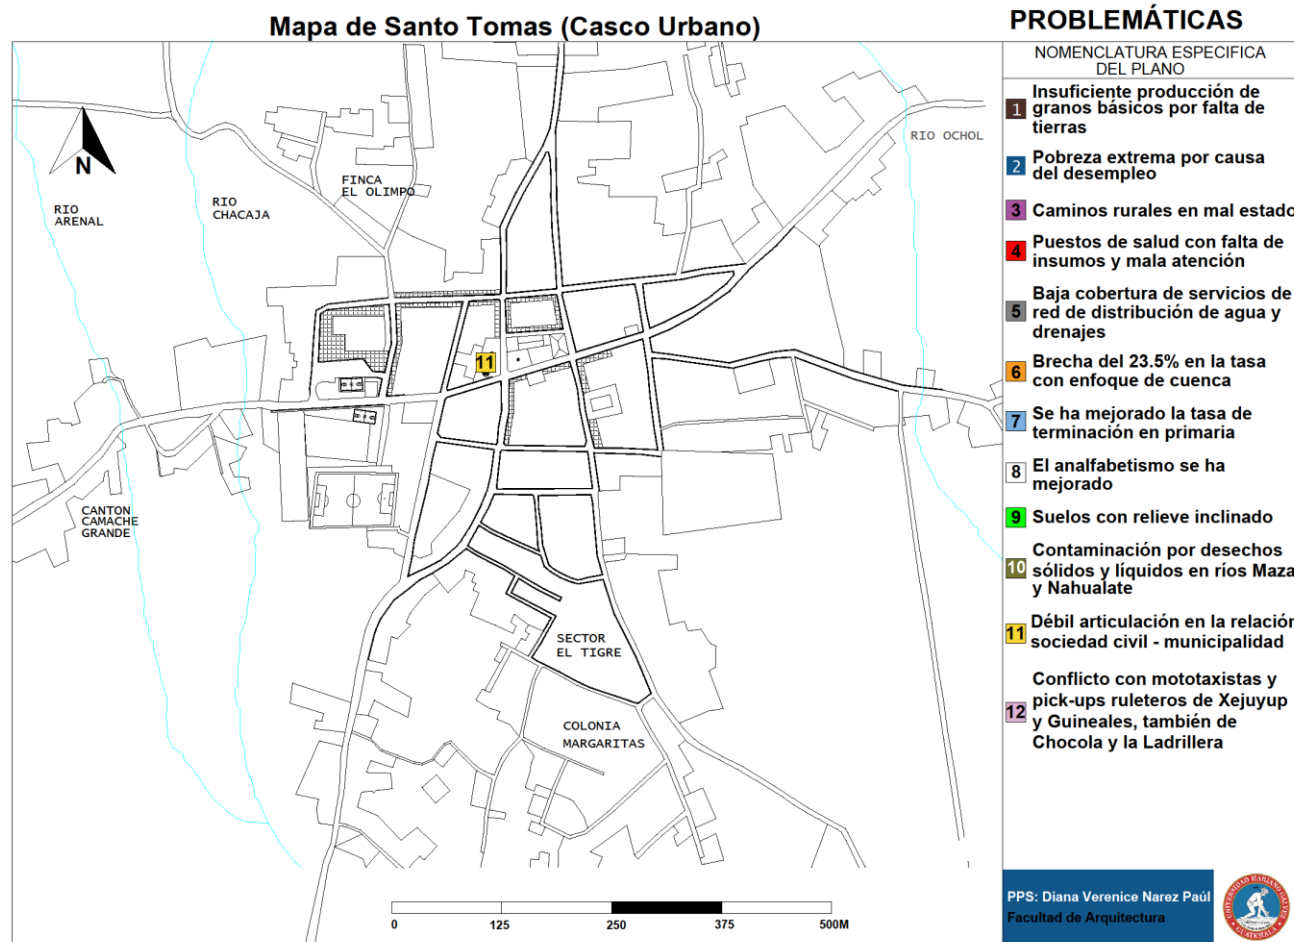 Mapa de Santo Tomas (Casco Urbano)
PROBLEMÁTICAS
NOMENCLATURA ESPECIFICA
DEL PLANO
1 Insuficiente producción de
granos básicos por falta de
tierras
2 Pobreza extrema por causa
del desempleo
3 Caminos rurales en mal estado
4 Puestos de salud con falta de
insumos y mala atención
5 Baja cobertura de servicios de
red de distribución de agua y
drenajes
6 Brecha del 23.5% en la tasa
con enfoque de cuenca
7 Se ha mejorado la tasa de
terminación en primaria
8 El analfabetismo se ha
mejorado
9 Suelos con relieve inclinado
10 Contaminación por desechos
sólidos y líquidos en ríos Maza
y Nahualate
11 Débil articulación en la relación
sociedad civil - municipalidad
12 Conflicto con mototaxistas y
pick-ups ruleteros de Xejuyup
y Guineales, también de
Chocola y la Ladrillera
N
RIO
ARENAL
RIO
CHACAJA
FINCA
EL OLIMPO
RIO OCHOL
11
CANTON
CAMACHE
GRANDE
SECTOR
EL TIGRE
COLONIA
MARGARITAS
0 125 250 375 500M
PPS: Diana Verenice Narez Paúl
Facultad de Arquitectura
UNIVERSIDAD MARIANO GALVEZ
GUATEMALA